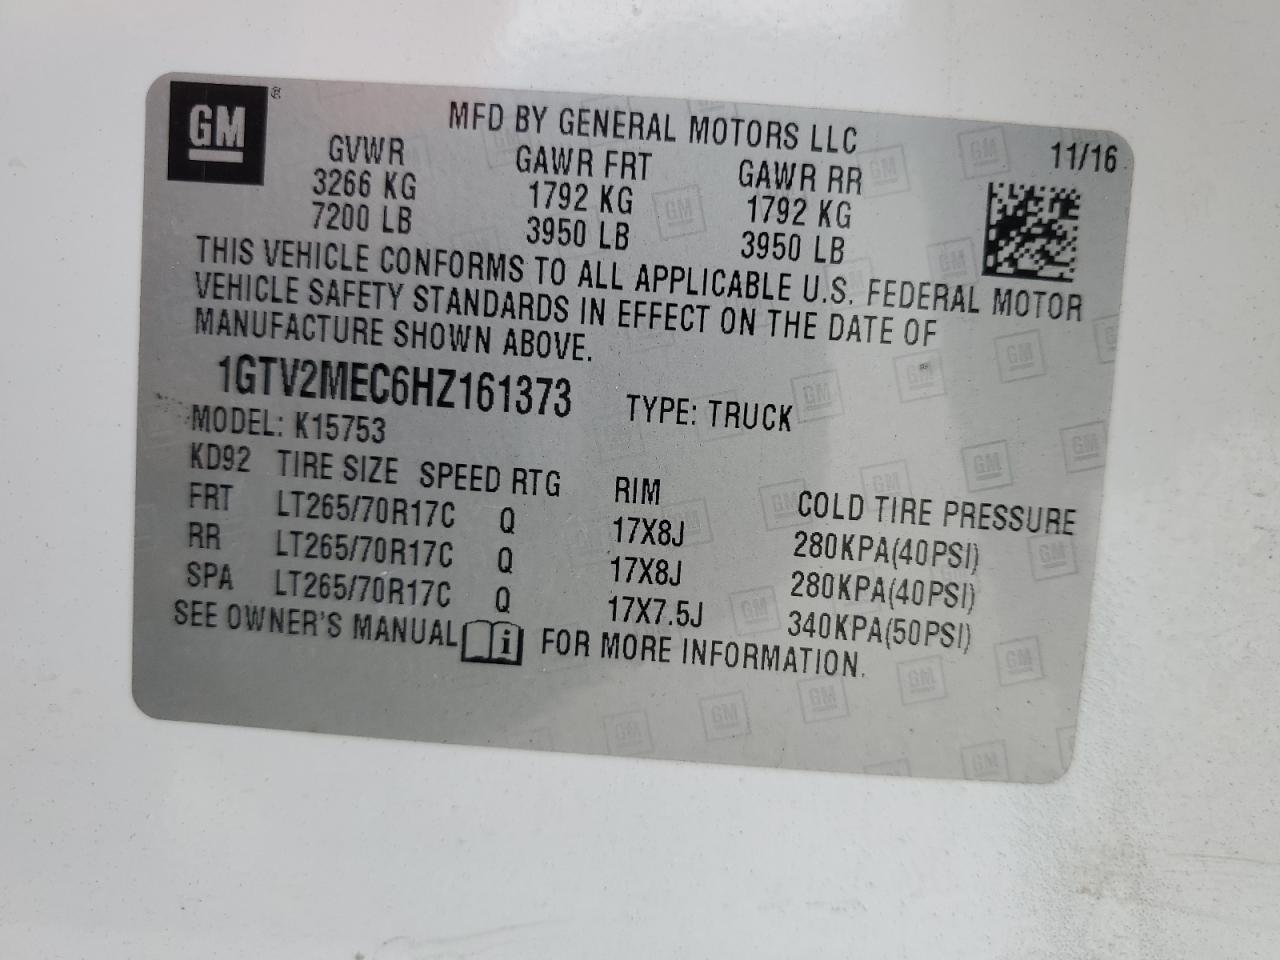 GM ®
MFD BY GENERAL MOTORS LLC
11/16
GVWR GAWR FRT GAWR RR
3266 KG 1792 KG 1792 KG
7200 LB 3950 LB 3950 LB
THIS VEHICLE CONFORMS TO ALL APPLICABLE U.S. FEDERAL MOTOR
VEHICLE SAFETY STANDARDS IN EFFECT ON THE DATE OF
MANUFACTURE SHOWN ABOVE.
1GTV2MEC6HZ161373 TYPE: TRUCK
MODEL: K15753
KD92 TIRE SIZE SPEED RTG RIM COLD TIRE PRESSURE
FRT LT265/70R17C Q 17X8J 280KPA(40PSI)
RR LT265/70R17C Q 17X8J 280KPA(40PSI)
SPA LT265/70R17C Q 17X7.5J 340KPA(50PSI)
SEE OWNER'S MANUAL i FOR MORE INFORMATION.